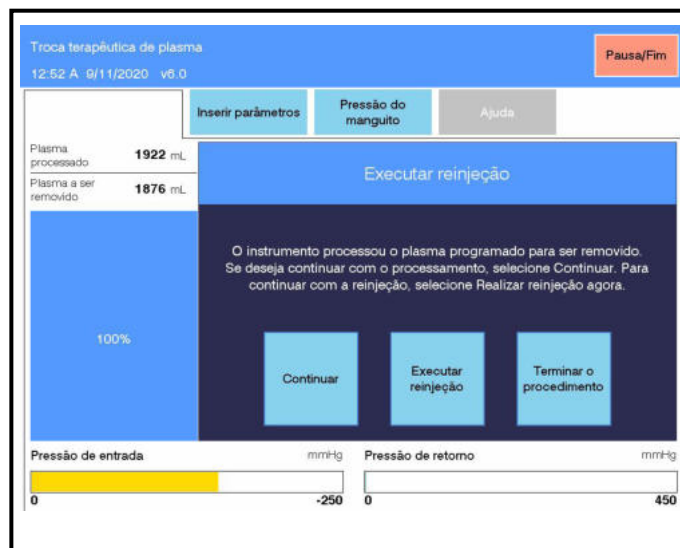 Troca terapêutica de plasma
12:52 A 9/11/2020 v6.0
Pausa/Fim
Inserir parâmetros
Pressão do
manguito
Ajuda
Plasma
processado 1922 mL
Plasma a ser
removido 1876 mL
Executar reinjeção
O instrumento processou o plasma programado para ser removido.
Se deseja continuar com o processamento, selecione Continuar. Para
continuar com a reinjeção, selecione Realizar reinjeção agora.
100%
Continuar
Executar
reinjeção
Terminar o
procedimento
Pressão de entrada mmHg
0 -250
Pressão de retorno mmHg
0 450